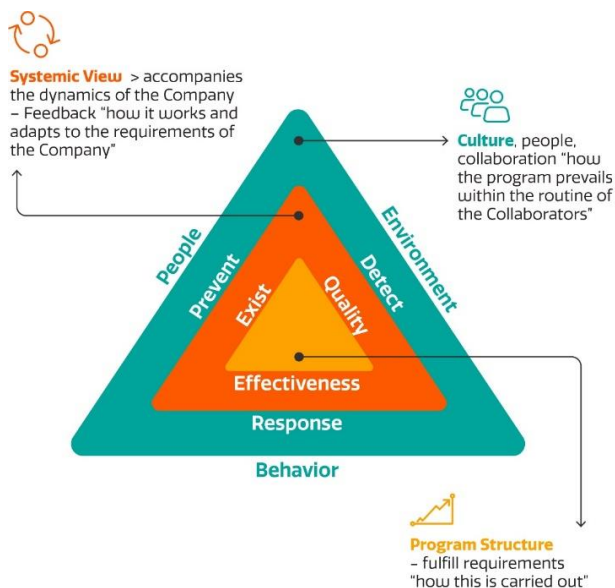 Systemic View > accompanies
the dynamics of the Company
– Feedback “how it works and
adapts to the requirements of
the Company”
Culture, people,
collaboration “how
the program prevails
within the routine of
the Collaborators”
People
Environment
Prevent
Detect
Exist
Quality
Effectiveness
Response
Behavior
Program Structure
- fulfill requirements
“how this is carried out”